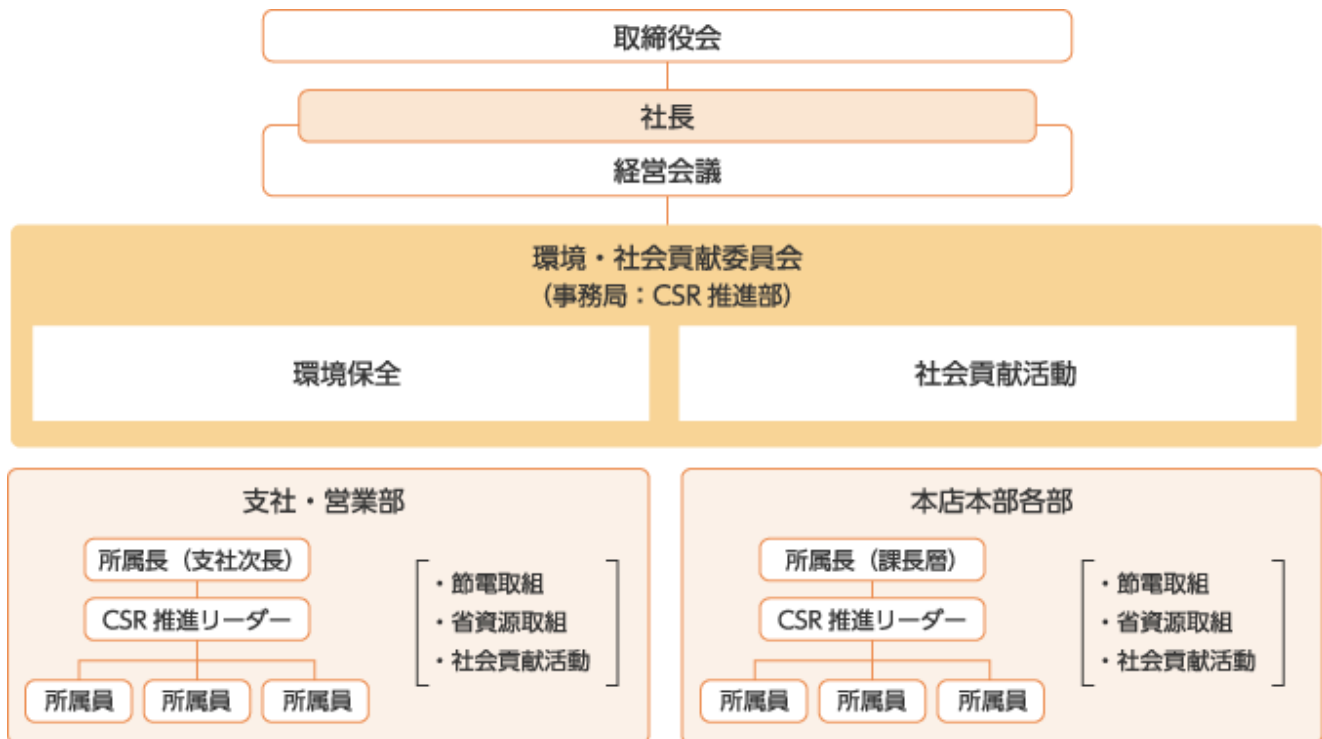 取締役会
社長
経営会議
環境・社会貢献委員会
（事務局：CSR 推進部）
環境保全
社会貢献活動
支社・営業部
所属長（支社次長）
CSR 推進リーダー
所属員
所属員
所属員
・節電取組
・省資源取組
・社会貢献活動
本店本部各部
所属長（課長層）
CSR 推進リーダー
所属員
所属員
所属員
・節電取組
・省資源取組
・社会貢献活動